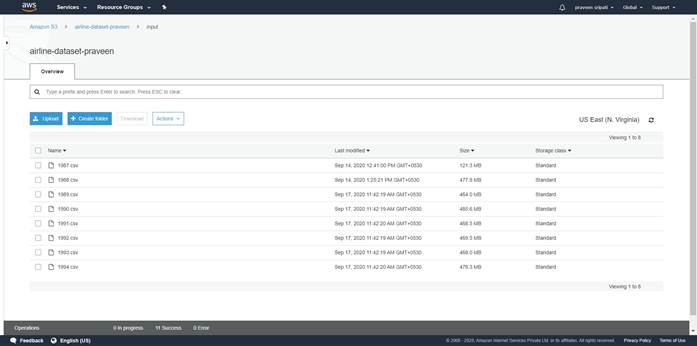 aws Services Resource Groups praveen sripati Global Support
Amazon S3 airline-dataset-praveen input
airline-dataset-praveen
Overview
Type a prefix and press Enter to search. Press ESC to clear.
Upload + Create folder Download Actions US East (N. Virginia)
Viewing 1 to 8
Name Last modified Size Storage class
1987.csv Sep 14, 2020 12:41:00 PM GMT+0530 121.3 MB Standard
1988.csv Sep 14, 2020 1:25:21 PM GMT+0530 477.8 MB Standard
1989.csv Sep 17, 2020 11:42:19 AM GMT+0530 464.0 MB Standard
1990.csv Sep 17, 2020 11:42:19 AM GMT+0530 485.6 MB Standard
1991.csv Sep 17, 2020 11:42:20 AM GMT+0530 468.5 MB Standard
1992.csv Sep 17, 2020 11:42:19 AM GMT+0530 469.5 MB Standard
1993.csv Sep 17, 2020 11:42:19 AM GMT+0530 468.0 MB Standard
1994.csv Sep 17, 2020 11:42:20 AM GMT+0530 478.3 MB Standard
Viewing 1 to 8
Operations 0 In progress 11 Success 0 Error
Feedback English (US) © 2008 - 2020, Amazon Internet Services Private Ltd. or its affiliates. All rights reserved. Privacy Policy Terms of Use